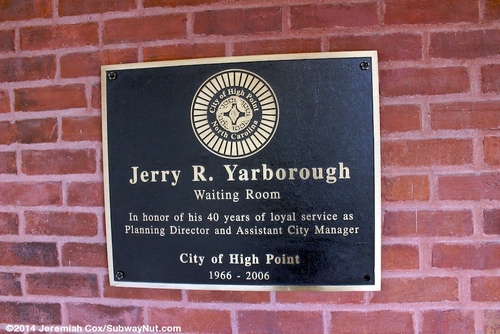 City of High Point
North Carolina
Jerry R. Yarborough
Waiting Room
In honor of his 40 years of loyal service as
Planning Director and Assistant City Manager
City of High Point
1966 - 2006
©2014 Jeremiah Cox/SubwayNut.com